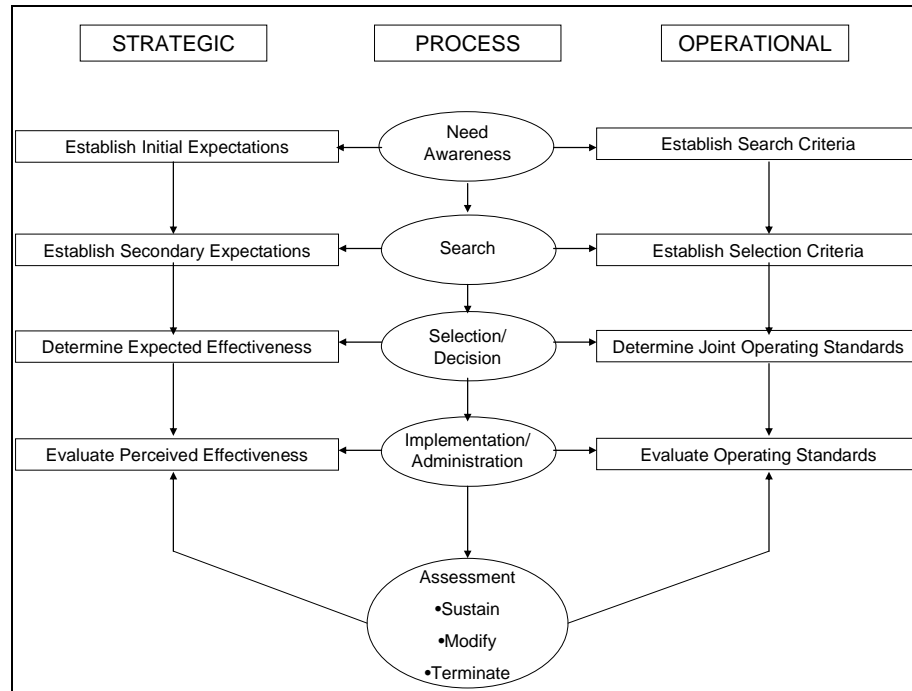 STRATEGIC
PROCESS
OPERATIONAL
Need
Awareness
Establish Initial Expectations
Establish Search Criteria
Establish Secondary Expectations
Search
Establish Selection Criteria
Selection/
Decision
Determine Expected Effectiveness
Determine Joint Operating Standards
Implementation/
Administration
Evaluate Perceived Effectiveness
Evaluate Operating Standards
Assessment
•Sustain
•Modify
•Terminate